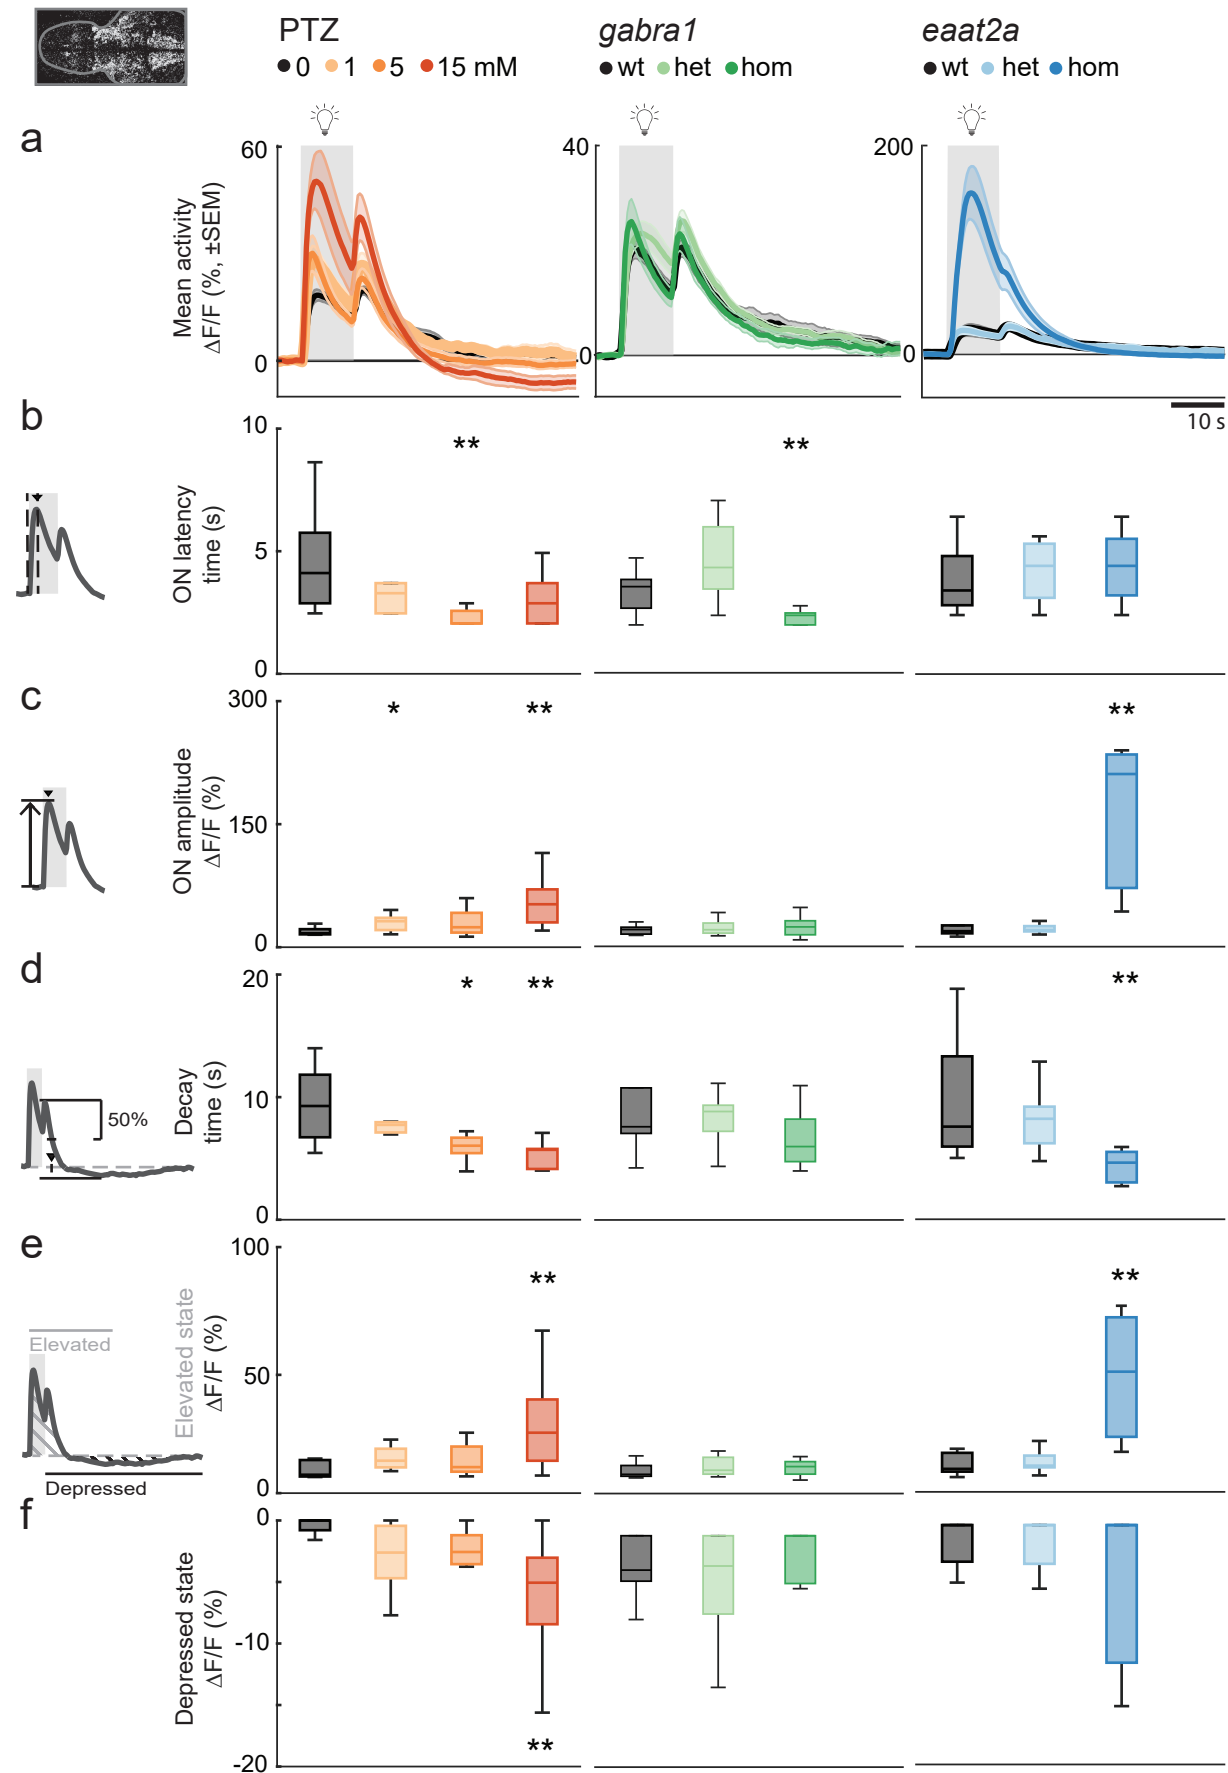 PTZ gabra1 eaat2a
0 1 5 15 mM wt het hom wt het hom
a
Mean activity
ΔF/F (%, ±SEM)
60 40 200
0 0 0
10 s
b
ON latency
time (s)
10
** **
5
0
c
ON amplitude
ΔF/F (%)
300
* ** **
150
0
d
50%
Decay
time (s)
20
* ** **
10
0
e
Elevated
Depressed
Elevated state
ΔF/F (%)
100
** **
50
0
f
Depressed state
ΔF/F (%)
0
-10
**
-20